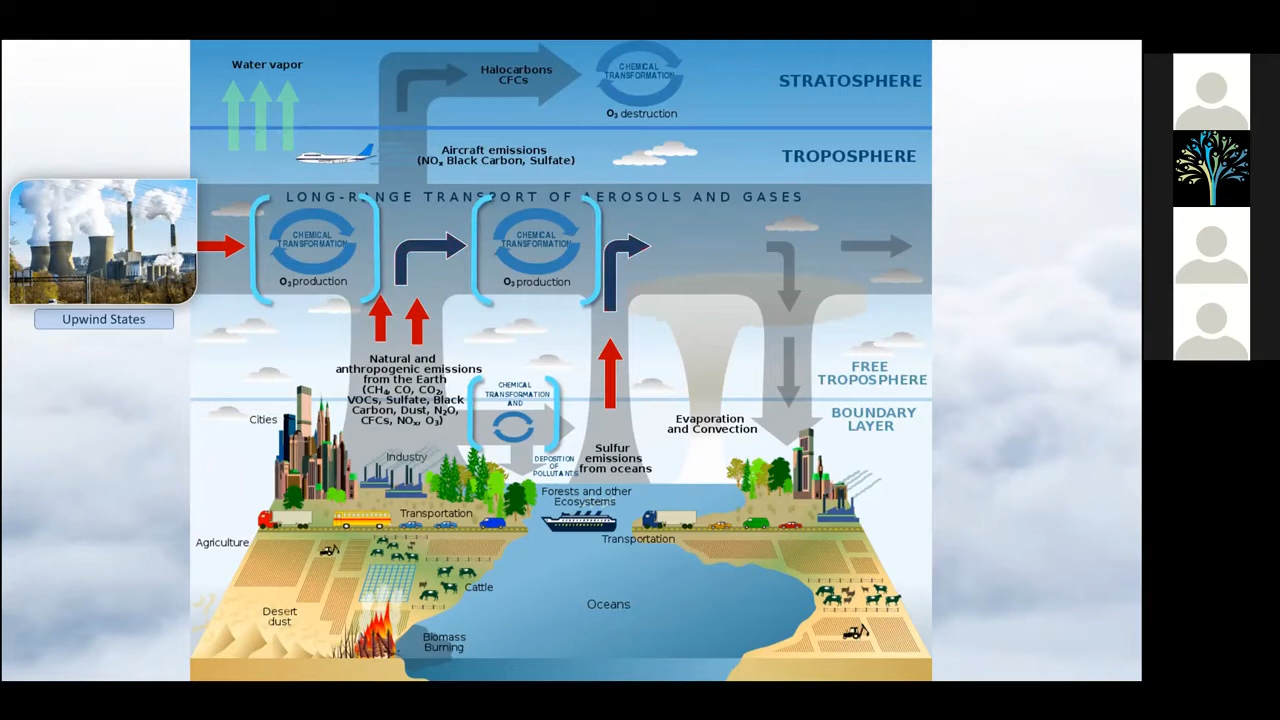 Water vapor
Halocarbons
CFCs
CHEMICAL
TRANSFORMATION
O₃ destruction
STRATOSPHERE
Aircraft emissions
(NOₓ Black Carbon, Sulfate)
TROPOSPHERE
LONG-RANGE TRANSPORT OF AEROSOLS AND GASES
CHEMICAL
TRANSFORMATION
O₃ production
CHEMICAL
TRANSFORMATION
O₃ production
Upwind States
Natural and
anthropogenic emissions
from the Earth
(CH₄, CO, CO₂,
VOCs, Sulfate, Black
Carbon, Dust, N₂O,
CFCs, NOₓ, O₃)
CHEMICAL
TRANSFORMATION
AND
DEPOSITION
OF
POLLUTANTS
FREE
TROPOSPHERE
BOUNDARY
LAYER
Cities
Evaporation
and Convection
Industry
Sulfur
emissions
from oceans
Forests and other
Ecosystems
Transportation
Transportation
Agriculture
Cattle
Oceans
Desert
dust
Biomass
Burning